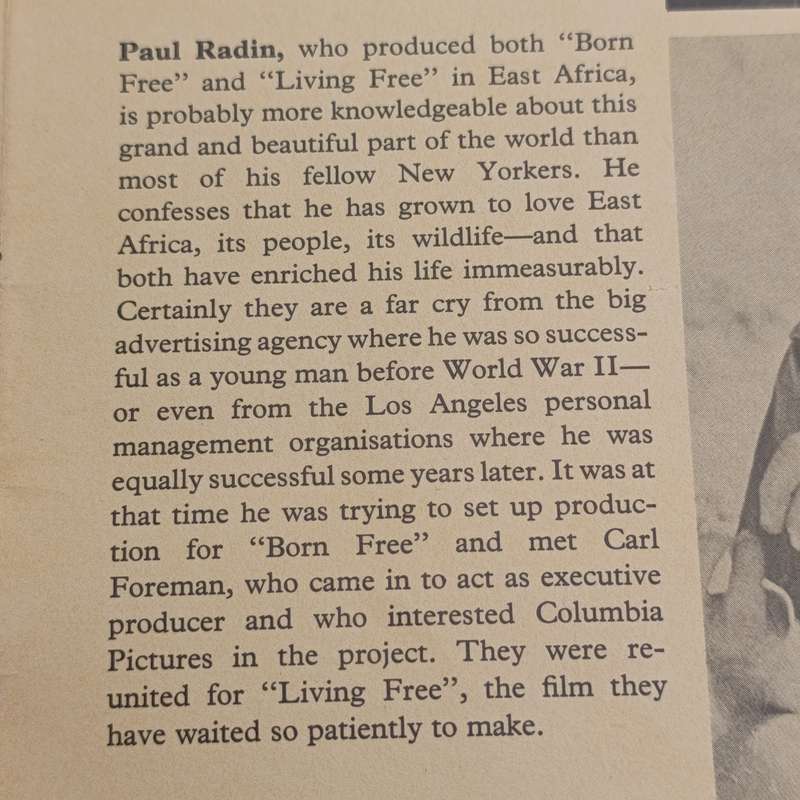 Paul Radin, who produced both “Born
Free” and “Living Free” in East Africa,
is probably more knowledgeable about this
grand and beautiful part of the world than
most of his fellow New Yorkers. He
confesses that he has grown to love East
Africa, its people, its wildlife—and that
both have enriched his life immeasurably.
Certainly they are a far cry from the big
advertising agency where he was so success-
ful as a young man before World War II—
or even from the Los Angeles personal
management organisations where he was
equally successful some years later. It was at
that time he was trying to set up produc-
tion for “Born Free” and met Carl
Foreman, who came in to act as executive
producer and who interested Columbia
Pictures in the project. They were re-
united for “Living Free”, the film they
have waited so patiently to make.